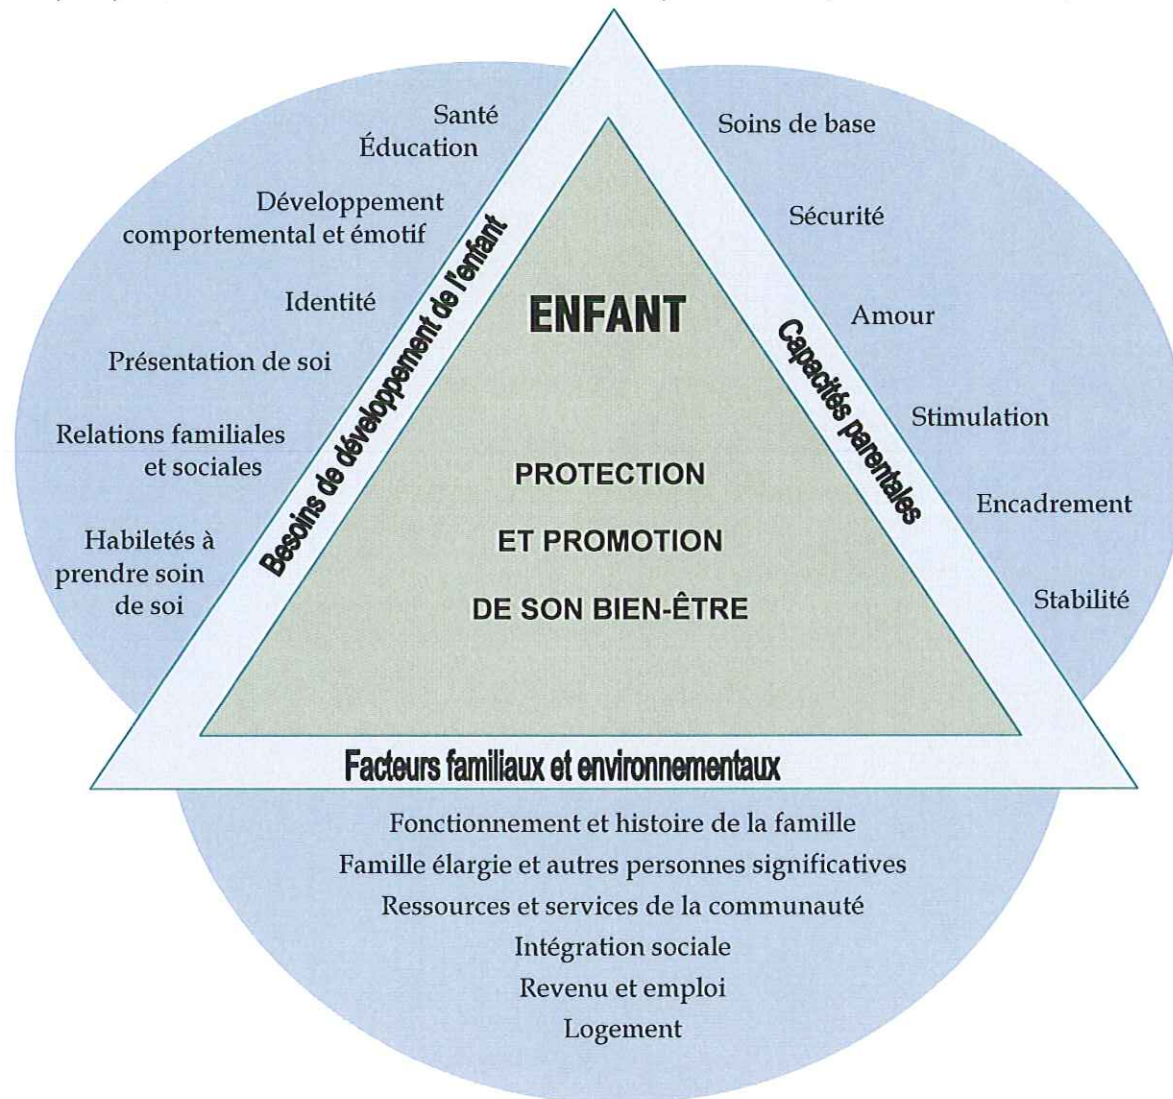 Santé
Éducation
Développement
comportemental et émotif
Identité
Présentation de soi
Relations familiales
et sociales
Habiletés à
prendre soin
de soi
Besoins de développement de l'enfant
ENFANT
PROTECTION
ET PROMOTION
DE SON BIEN-ÊTRE
Capacités parentales
Soins de base
Sécurité
Amour
Stimulation
Encadrement
Stabilité
Facteurs familiaux et environnementaux
Fonctionnement et histoire de la famille
Famille élargie et autres personnes significatives
Ressources et services de la communauté
Intégration sociale
Revenu et emploi
Logement